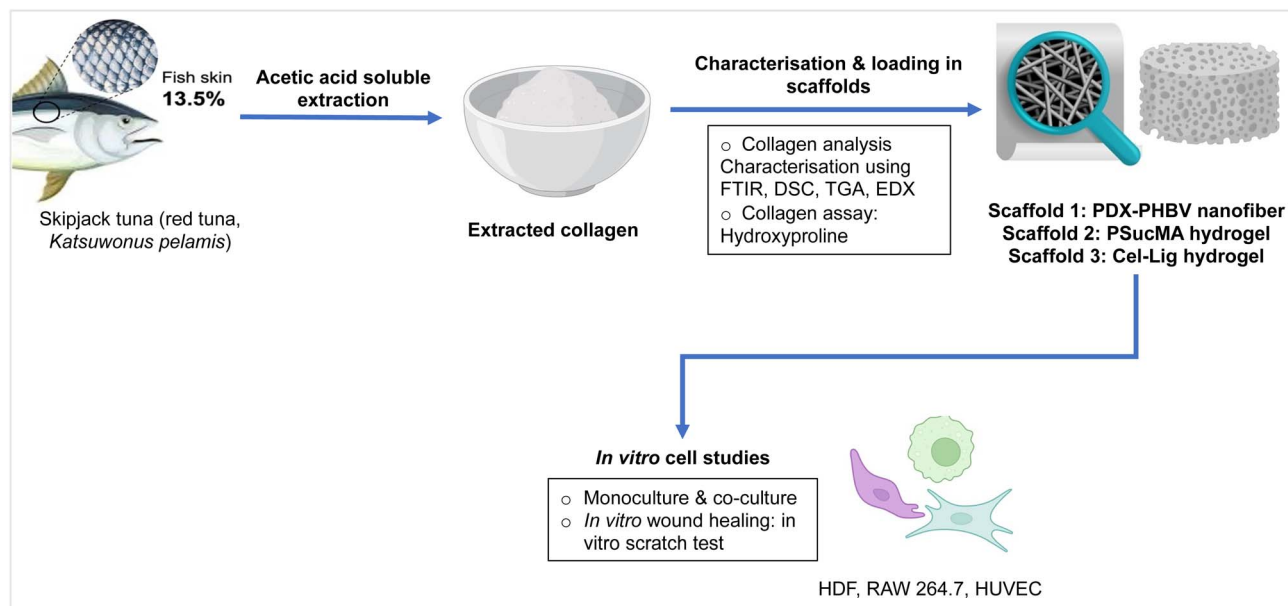 Fish skin
13.5%
Skipjack tuna (red tuna,
Katsuwonus pelamis)
Acetic acid soluble
extraction
Extracted collagen
Characterisation & loading in
scaffolds
o Collagen analysis
Characterisation using
FTIR, DSC, TGA, EDX
o Collagen assay:
Hydroxyproline
Scaffold 1: PDX-PHBV nanofiber
Scaffold 2: PSucMA hydrogel
Scaffold 3: Cel-Lig hydrogel
In vitro cell studies
o Monoculture & co-culture
o In vitro wound healing: in
vitro scratch test
HDF, RAW 264.7, HUVEC